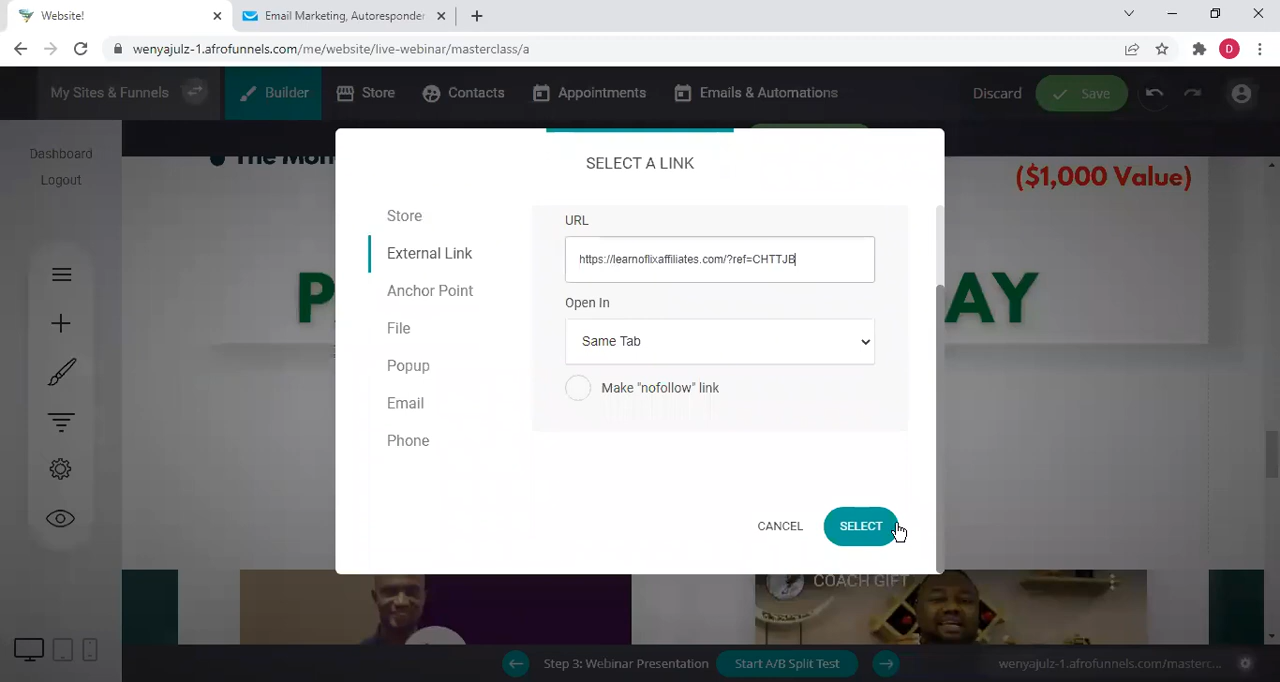 Website!
Email Marketing, Autoresponder
wenyajulz-1.afrofunnels.com/me/website/live-webinar/masterclass/a
D
My Sites & Funnels
Builder
Store
Contacts
Appointments
Emails & Automations
Discard
Save
Dashboard
Logout
($1,000 Value)
SELECT A LINK
Store
External Link
Anchor Point
File
Popup
Email
Phone
URL
https://learnoflixaffiliates.com/?ref=CHTTJB
Open In
Same Tab
Make "nofollow" link
CANCEL
SELECT
AY
COACH GIFT
Step 3: Webinar Presentation
Start A/B Split Test
wenyajulz-1.afrofunnels.com/masterc...